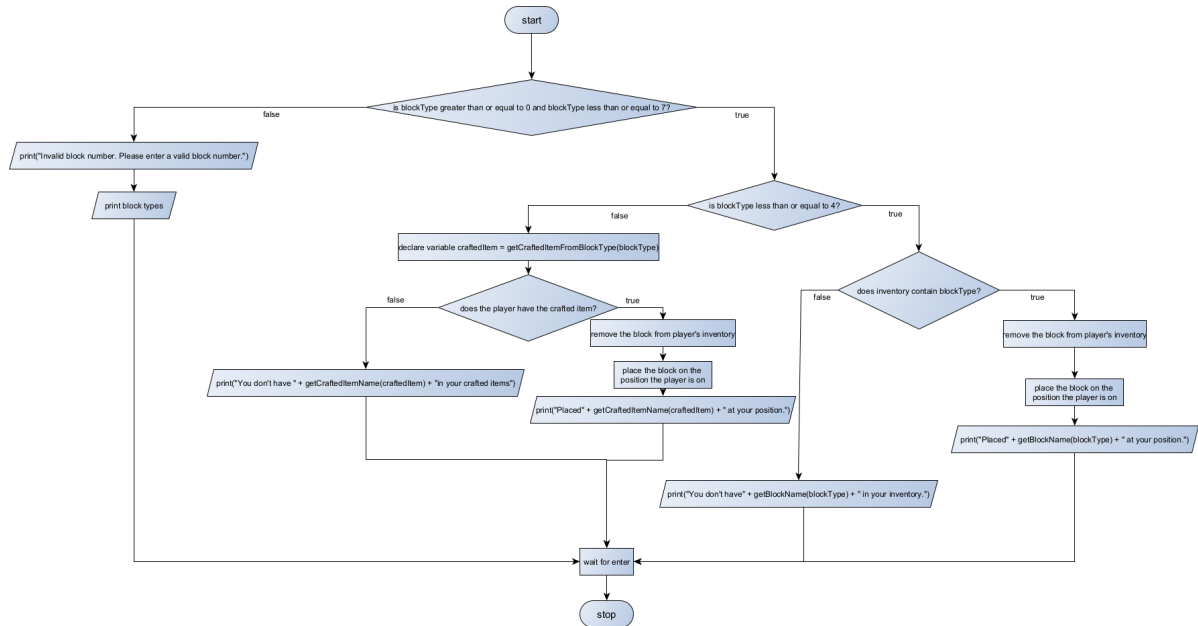 start
is blockType greater than or equal to 0 and blockType less than or equal to 7?
false
true
print("Invalid block number. Please enter a valid block number.")
print block types
is blockType less than or equal to 4?
false
true
declare variable craftedItem = getCraftedItemFromBlockType(blockType)
does the player have the crafted item?
false
true
remove the block from player's inventory
place the block on the
position the player is on
print("You don't have " + getCraftedItemName(craftedItem) + "in your crafted items")
print("Placed" + getCraftedItemName(craftedItem) + " at your position.")
does inventory contain blockType?
false
true
remove the block from player's inventory
place the block on the
position the player is on
print("Placed" + getBlockName(blockType) + " at your position.")
print("You don't have" + getBlockName(blockType) + " in your inventory.")
wait for enter
stop